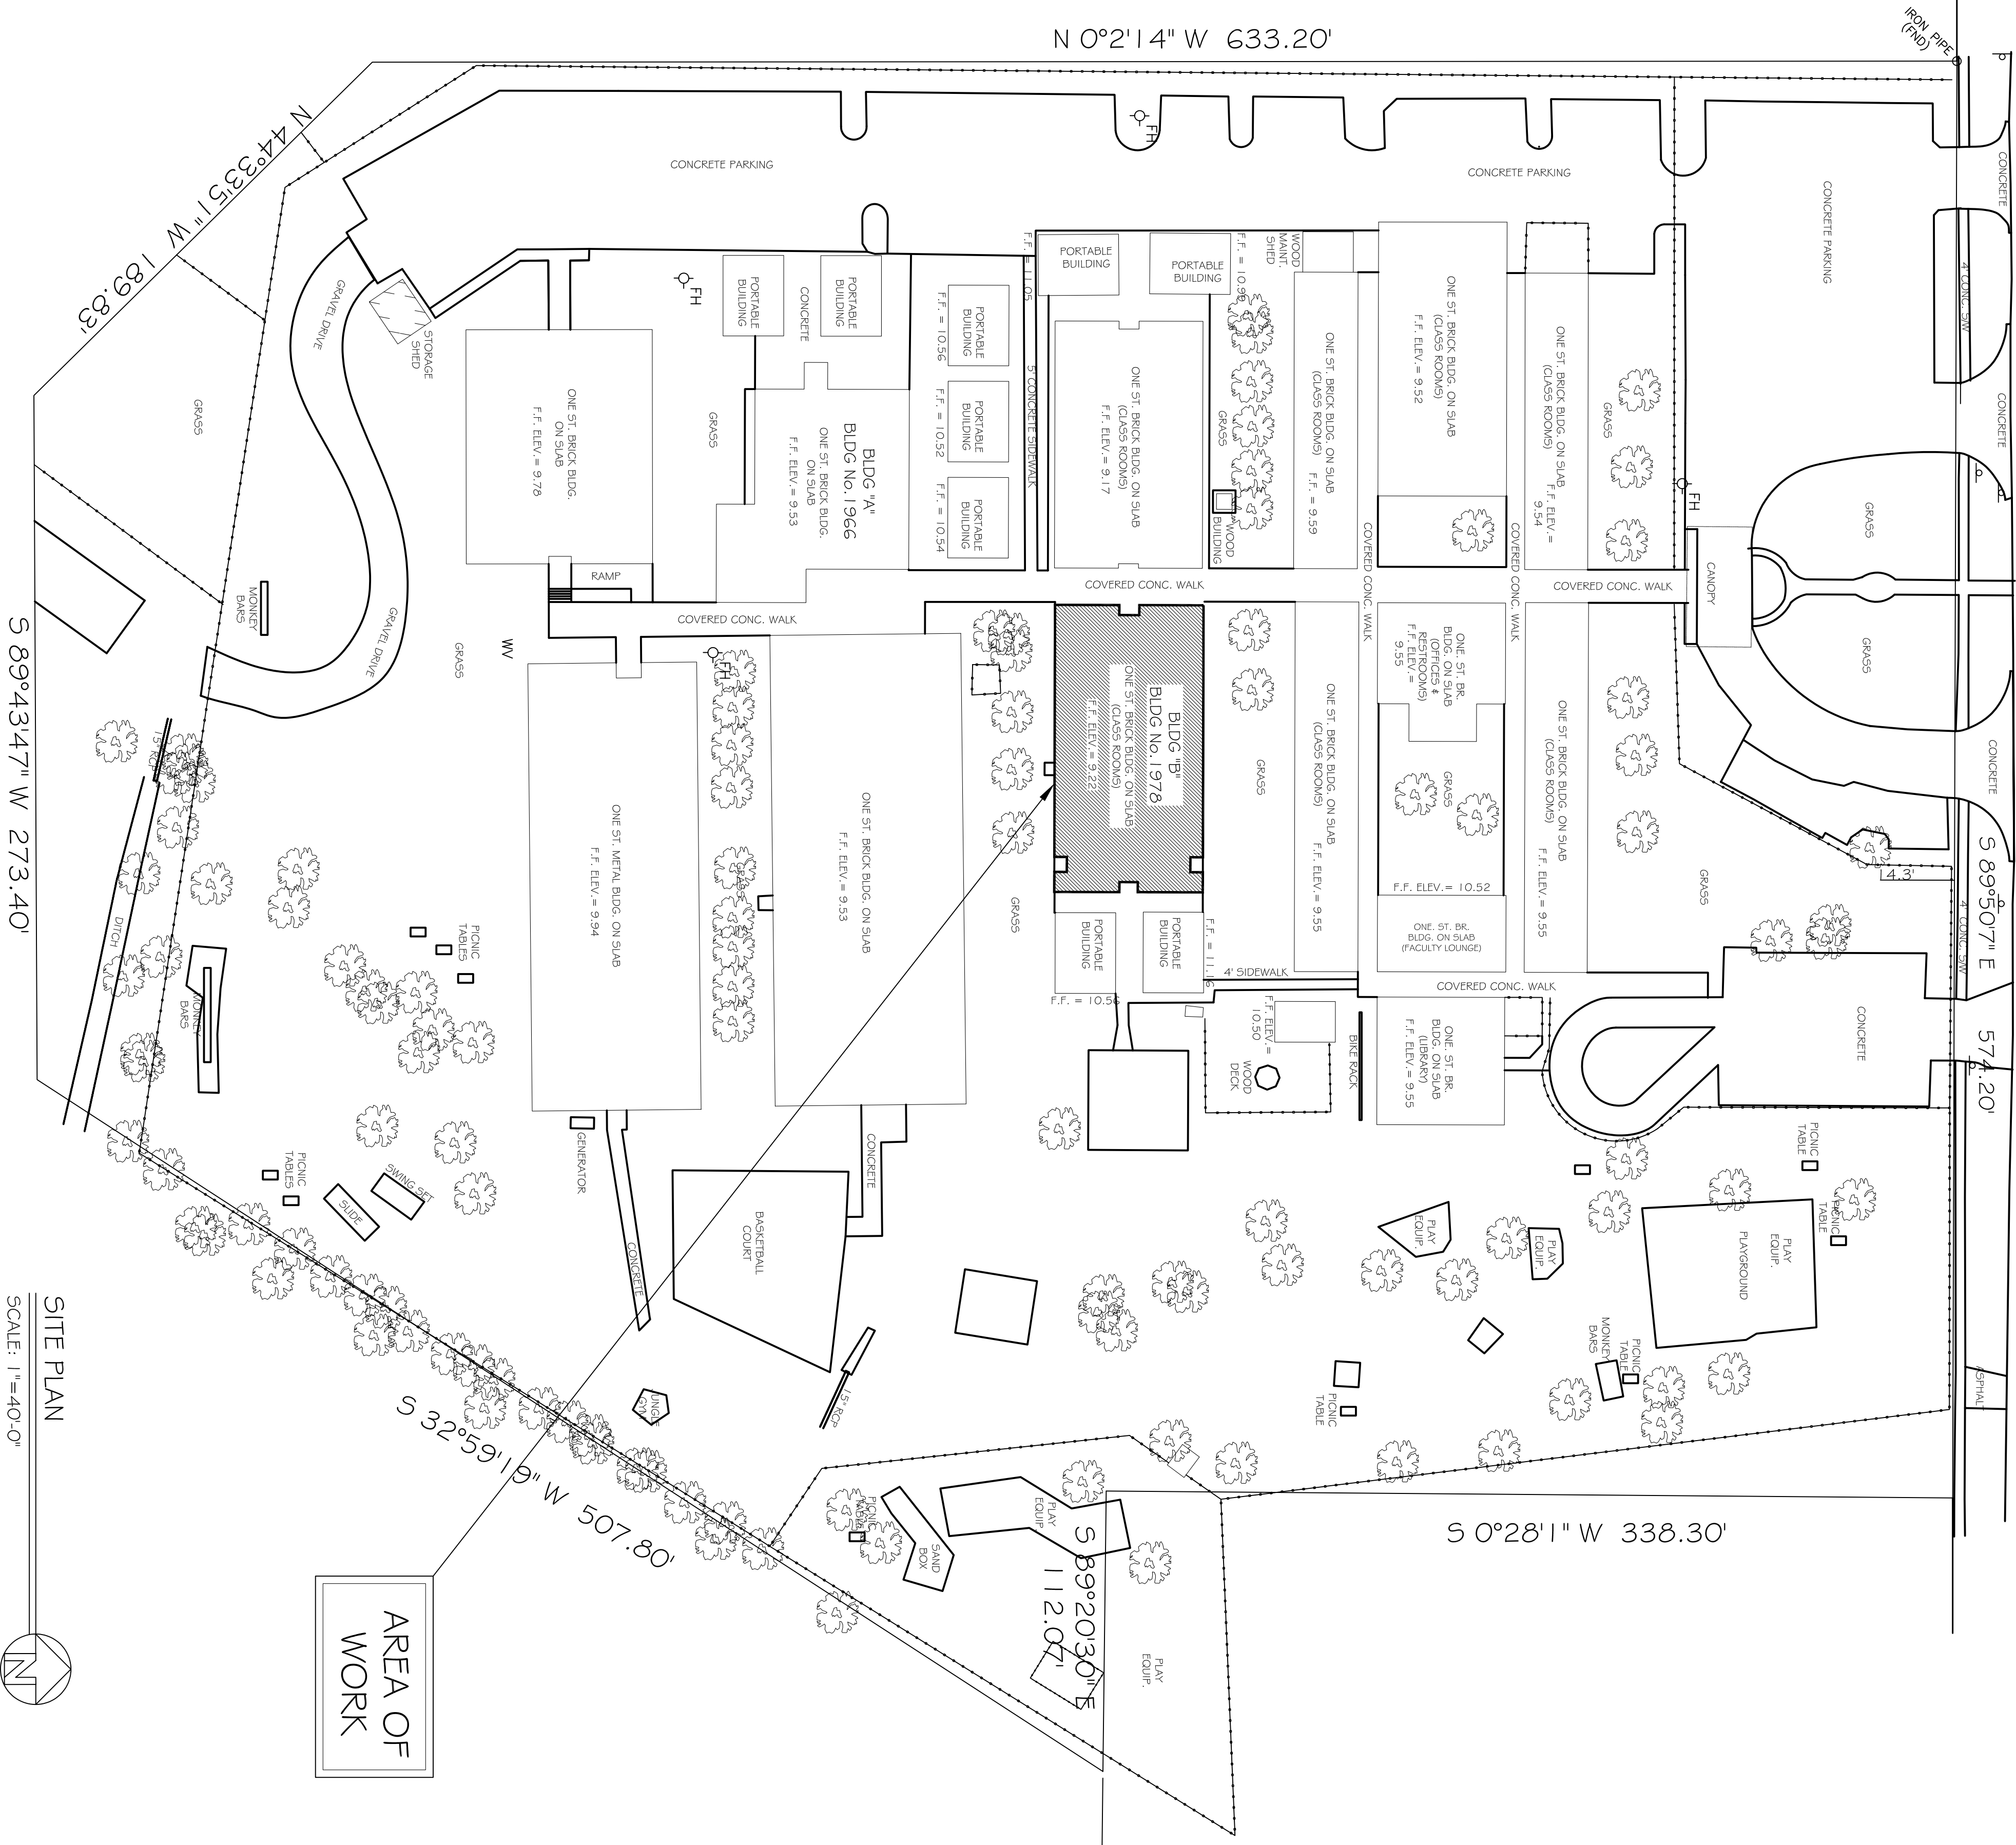 N 0°2'14" W 633.20'
IRON PIPE
(FND)
N 44°33'51" W 189.83'
CONCRETE PARKING
FH
CONCRETE PARKING
CONCRETE PARKING
CONCRETE
4' CONC. S/W
CONCRETE
GRAVEL DRIVE
STORAGE
SHED
FH
PORTABLE
BUILDING
CONCRETE
PORTABLE
BUILDING
PORTABLE
BUILDING
F.F. = 10.56
F.F. = 11.05
PORTABLE
BUILDING
PORTABLE
BUILDING
F.F. = 10.99
WOOD
MAINT.
SHED
ONE ST. BRICK BLDG. ON SLAB
(CLASS ROOMS)
F.F. ELEV.= 9.52
ONE ST. BRICK BLDG. ON SLAB
(CLASS ROOMS)
F.F. ELEV.=
9.54
GRASS
GRASS
ONE ST. BRICK BLDG.
ON SLAB
F.F. ELEV.= 9.78
GRASS
BLDG "A"
BLDG No.1966
ONE ST. BRICK BLDG.
ON SLAB
F.F. ELEV.= 9.53
PORTABLE
BUILDING
F.F. = 10.52
PORTABLE
BUILDING
F.F. = 10.54
5' CONCRETE SIDEWALK
ONE ST. BRICK BLDG. ON SLAB
(CLASS ROOMS)
F.F. ELEV.= 9.17
GRASS
WOOD
BUILDING
ONE ST. BRICK BLDG. ON SLAB
(CLASS ROOMS) F.F. = 9.59
FH
CANOPY
GRASS
GRASS
CONCRETE
RAMP
COVERED CONC. WALK
COVERED CONC. WALK
COVERED CONC. WALK
COVERED CONC. WALK
COVERED CONC. WALK
MONKEY
BARS
GRAVEL DRIVE
GRASS
WV
FH
S 89°43'47" W 273.40'
15" RCP
DITCH
ONE ST. METAL BLDG. ON SLAB
F.F. ELEV.= 9.94
GRASS
ONE ST. BRICK BLDG. ON SLAB
F.F. ELEV.= 9.53
GRASS
BLDG "B"
BLDG No.1978
ONE ST. BRICK BLDG. ON SLAB
(CLASS ROOMS)
F.F. ELEV.= 9.22
GRASS
ONE ST. BRICK BLDG. ON SLAB
(CLASS ROOMS) F.F. ELEV.= 9.55
ONE. ST. BR.
BLDG. ON SLAB
(OFFICES &
RESTROOMS)
F.F. ELEV.=
9.55
GRASS
F.F. ELEV.= 10.52
ONE. ST. BR.
BLDG. ON SLAB
(FACULTY LOUNGE)
ONE ST. BRICK BLDG. ON SLAB
(CLASS ROOMS)
F.F. ELEV.= 9.55
GRASS
14.3'
4' CONC. S/W
S 89°50'7" E 574.20'
PICNIC
TABLES
MONKEY
BARS
PORTABLE
BUILDING
F.F. = 10.56
PORTABLE
BUILDING
F.F. = 11.16
4' SIDEWALK
COVERED CONC. WALK
F.F. ELEV.=
10.50
WOOD
DECK
BIKE RACK
ONE. ST. BR.
BLDG. ON SLAB
(LIBRARY)
F.F. ELEV.= 9.55
CONCRETE
PICNIC
TABLES
SLIDE
SWING SET
GENERATOR
CONCRETE
CONCRETE
BASKETBALL
COURT
PICNIC
TABLE
PICNIC
TABLE
PLAY
EQUIP.
PLAY
EQUIP.
PLAY
EQUIP.
PLAYGROUND
MONKEY
BARS
PICNIC
TABLE
PICNIC
TABLE
ASPHALT
JUNGLE
GYM
15" RCP
S 32°59'19" W 507.80'
PICNIC
TABLE
SAND
BOX
PLAY
EQUIP
S 89°20'30" E
112.07'
PLAY
EQUIP.
S 0°28'1" W 338.30'
AREA OF
WORK
SITE PLAN
SCALE: 1"=40'-0"
N